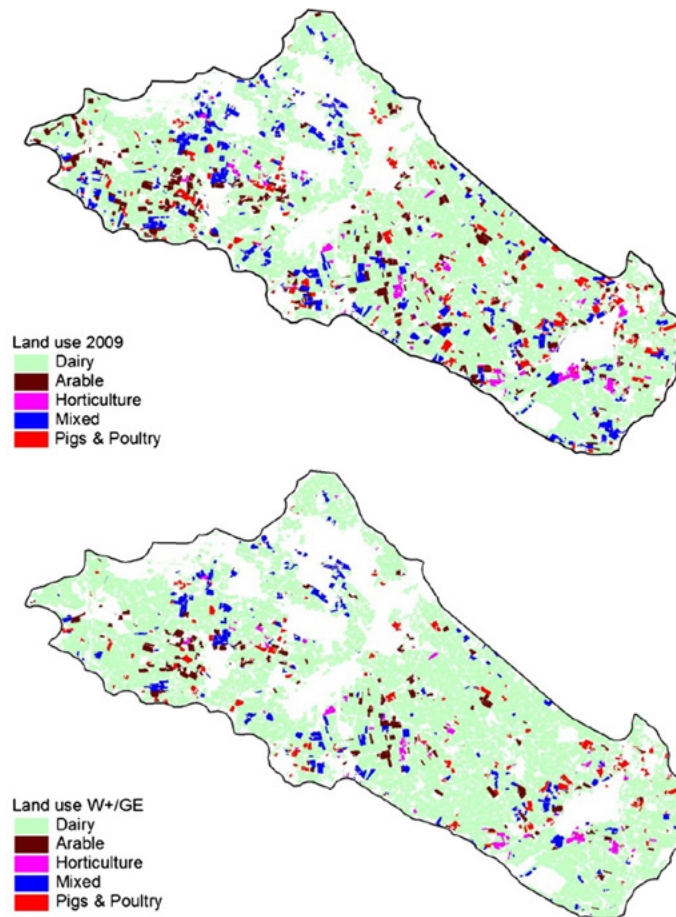 Land use 2009
Dairy
Arable
Horticulture
Mixed
Pigs & Poultry
Land use W+/GE
Dairy
Arable
Horticulture
Mixed
Pigs & Poultry